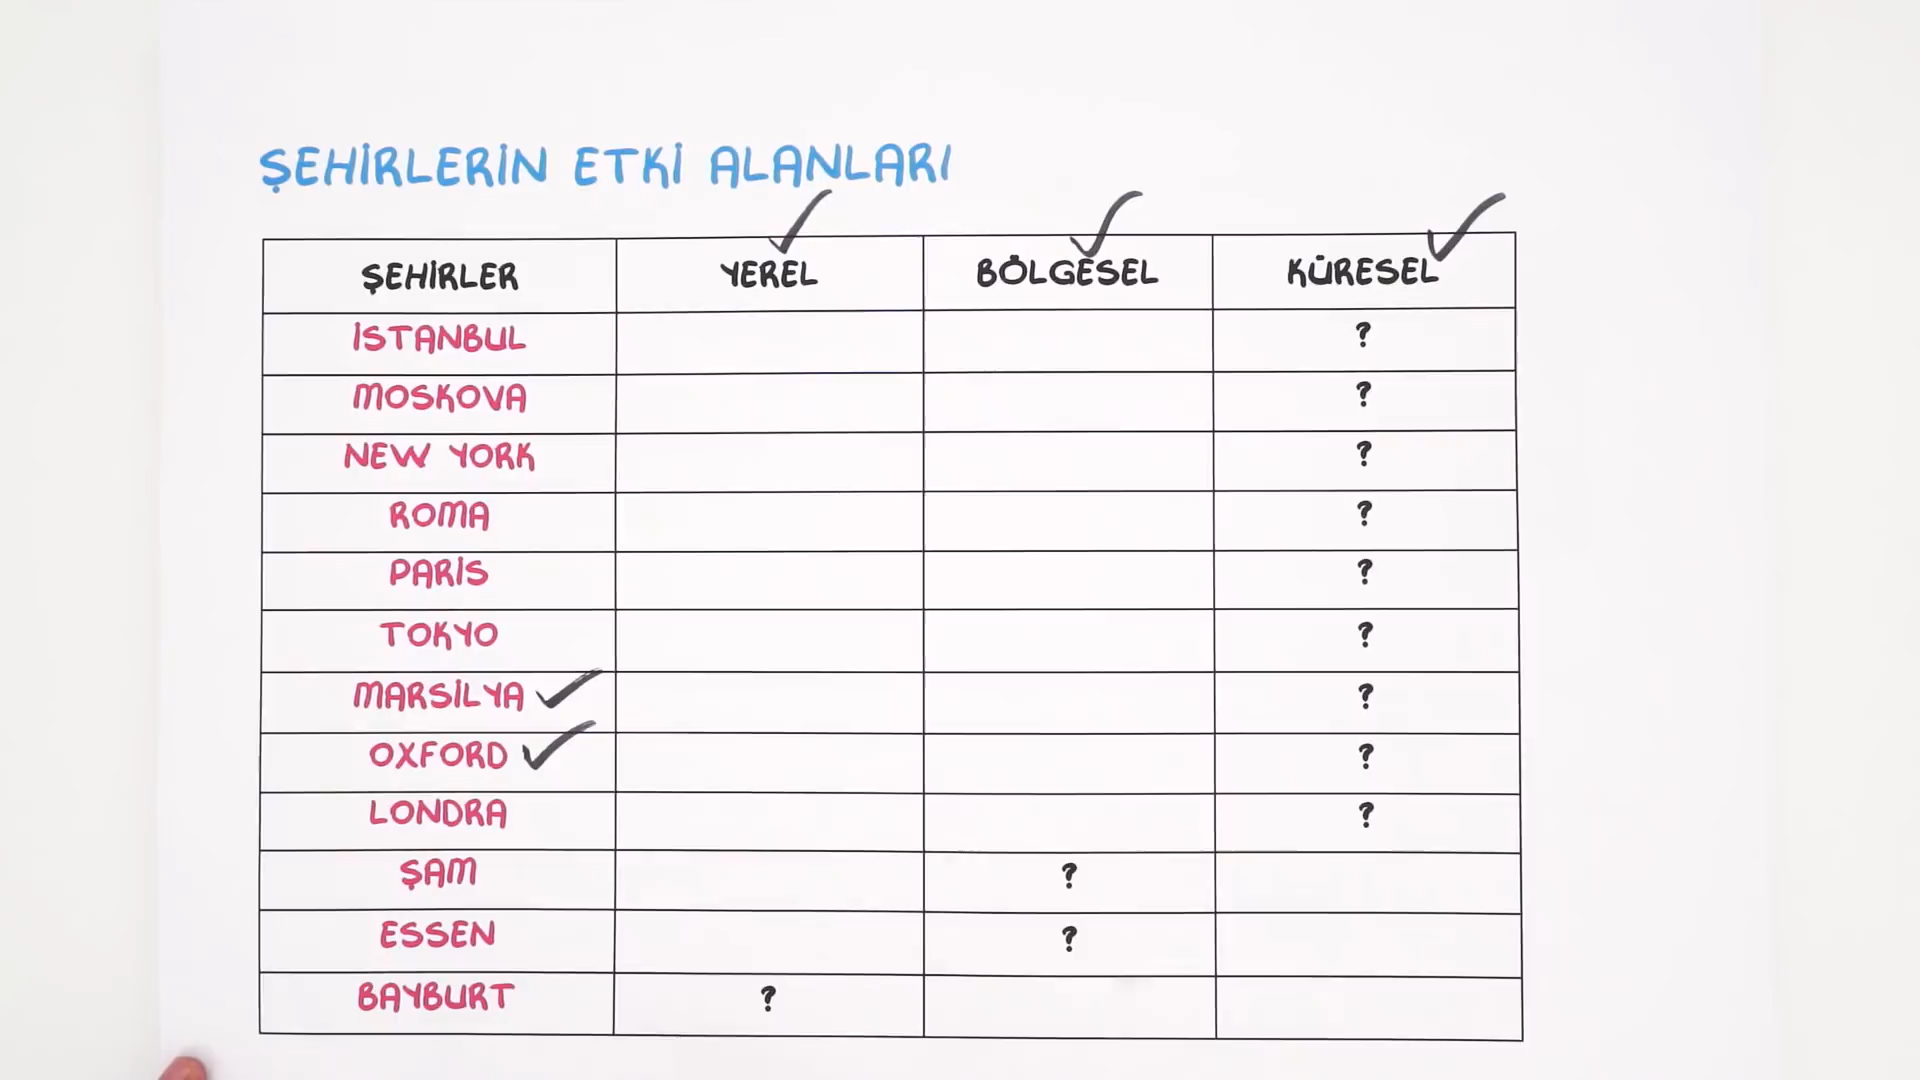 ŞEHİRLERİN ETKİ ALANLARI
ŞEHİRLER YEREL BÖLGESEL KÜRESEL
İSTANBUL ?
MOSKOVA ?
NEW YORK ?
ROMA ?
PARİS ?
TOKYO ?
MARSİLYA ?
OXFORD ?
LONDRA ?
ŞAM ?
ESSEN ?
BAYBURT ?